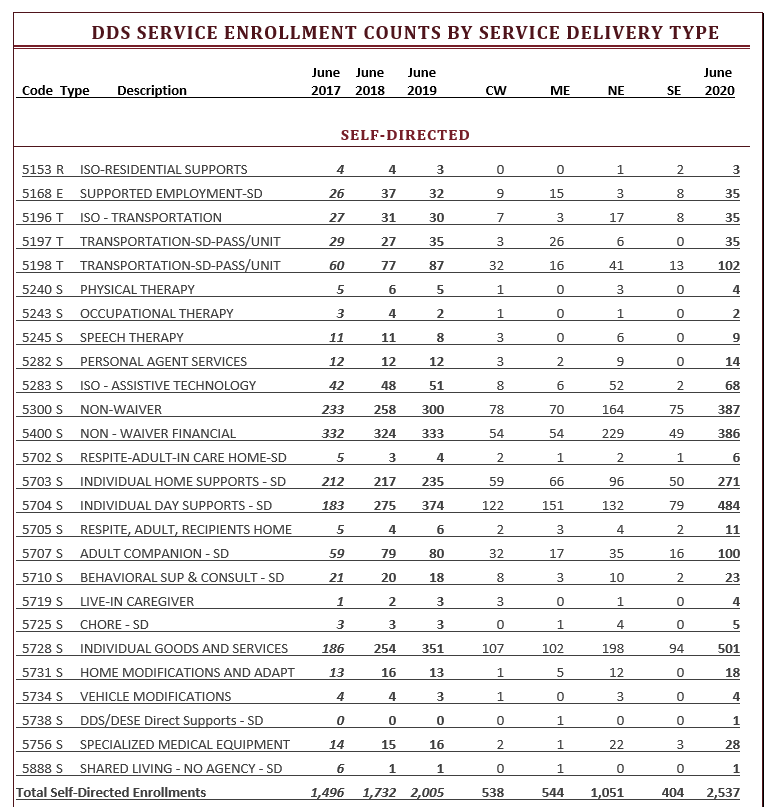 DDS SERVICE ENROLLMENT COUNTS BY SERVICE DELIVERY TYPE
June June June June
Code Type Description 2017 2018 2019 CW ME NE SE 2020
SELF-DIRECTED
5153 R ISO-RESIDENTIAL SUPPORTS 4 4 3 0 0 1 2 3
5168 E SUPPORTED EMPLOYMENT-SD 26 37 32 9 15 3 8 35
5196 T ISO - TRANSPORTATION 27 31 30 7 3 17 8 35
5197 T TRANSPORTATION-SD-PASS/UNIT 29 27 35 3 26 6 0 35
5198 T TRANSPORTATION-SD-PASS/UNIT 60 77 87 32 16 41 13 102
5240 S PHYSICAL THERAPY 5 6 5 1 0 3 0 4
5243 S OCCUPATIONAL THERAPY 3 4 2 1 0 1 0 2
5245 S SPEECH THERAPY 11 11 8 3 0 6 0 9
5282 S PERSONAL AGENT SERVICES 12 12 12 3 2 9 0 14
5283 S ISO - ASSISTIVE TECHNOLOGY 42 48 51 8 6 52 2 68
5300 S NON-WAIVER 233 258 300 78 70 164 75 387
5400 S NON - WAIVER FINANCIAL 332 324 333 54 54 229 49 386
5702 S RESPITE-ADULT-IN CARE HOME-SD 5 3 4 2 1 2 1 6
5703 S INDIVIDUAL HOME SUPPORTS - SD 212 217 235 59 66 96 50 271
5704 S INDIVIDUAL DAY SUPPORTS - SD 183 275 374 122 151 132 79 484
5705 S RESPITE, ADULT, RECIPIENTS HOME 5 4 6 2 3 4 2 11
5707 S ADULT COMPANION - SD 59 79 80 32 17 35 16 100
5710 S BEHAVIORAL SUP & CONSULT - SD 21 20 18 8 3 10 2 23
5719 S LIVE-IN CAREGIVER 1 2 3 3 0 1 0 4
5725 S CHORE - SD 3 3 3 0 1 4 0 5
5728 S INDIVIDUAL GOODS AND SERVICES 186 254 351 107 102 198 94 501
5731 S HOME MODIFICATIONS AND ADAPT 13 16 13 1 5 12 0 18
5734 S VEHICLE MODIFICATIONS 4 4 3 1 0 3 0 4
5738 S DDS/DESE Direct Supports - SD 0 0 0 0 1 0 0 1
5756 S SPECIALIZED MEDICAL EQUIPMENT 14 15 16 2 1 22 3 28
5888 S SHARED LIVING - NO AGENCY - SD 6 1 1 0 1 0 0 1
Total Self-Directed Enrollments 1,496 1,732 2,005 538 544 1,051 404 2,537